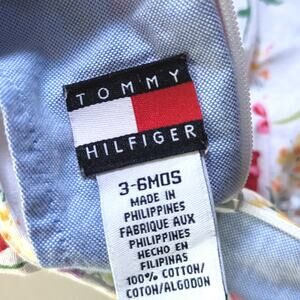 TOMMY
HILFIGER
3-6MOS
MADE IN
PHILIPPINES
FABRIQUE AUX
PHILIPPINES
HECHO EN
FILIPINAS
100% COTTON/
COTON/ALGODON